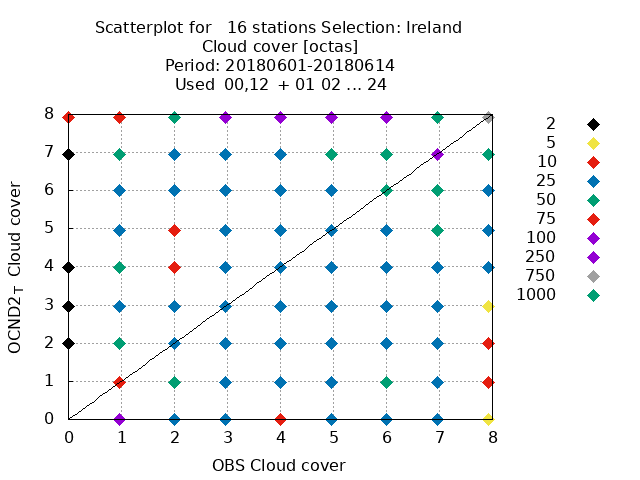 Scatterplot for   16 stations Selection: Ireland
Cloud cover [octas]
Period: 20180601-20180614
Used  00,12  + 01 02 ... 24
8
7
6
5
4
3
2
1
0
OCND2T  Cloud cover
0 1 2 3 4 5 6 7 8
OBS Cloud cover
2
5
10
25
50
75
100
250
750
1000